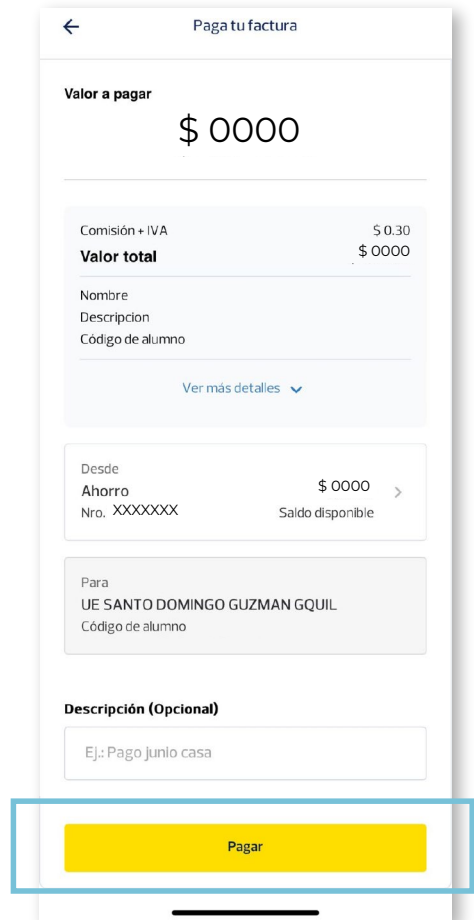 Paga tu factura
Valor a pagar
$ 0000
Comisión + IVA $ 0.30
Valor total $ 0000
Nombre
Descripcion
Código de alumno
Ver más detalles
Desde
Ahorro $ 0000
Nro. XXXXXXX Saldo disponible
Para
UE SANTO DOMINGO GUZMAN GQUIL
Código de alumno
Descripción (Opcional)
Ej.: Pago junio casa
Pagar